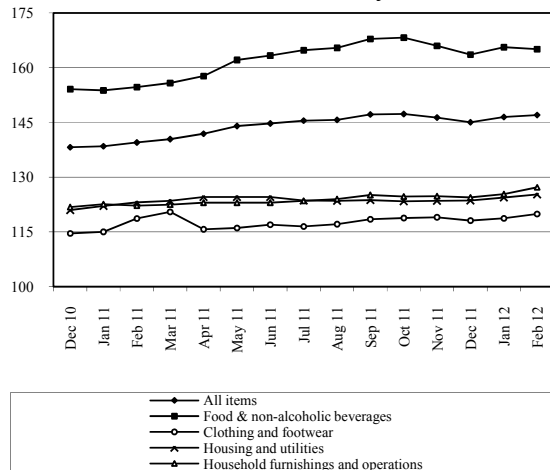 175
160
145
130
115
100
Dec 10
Jan 11
Feb 11
Mar 11
Apr 11
May 11
Jun 11
Jul 11
Aug 11
Sep 11
Oct 11
Nov 11
Dec 11
Jan 12
Feb 12
All items
Food & non-alcoholic beverages
Clothing and footwear
Housing and utilities
Household furnishings and operations